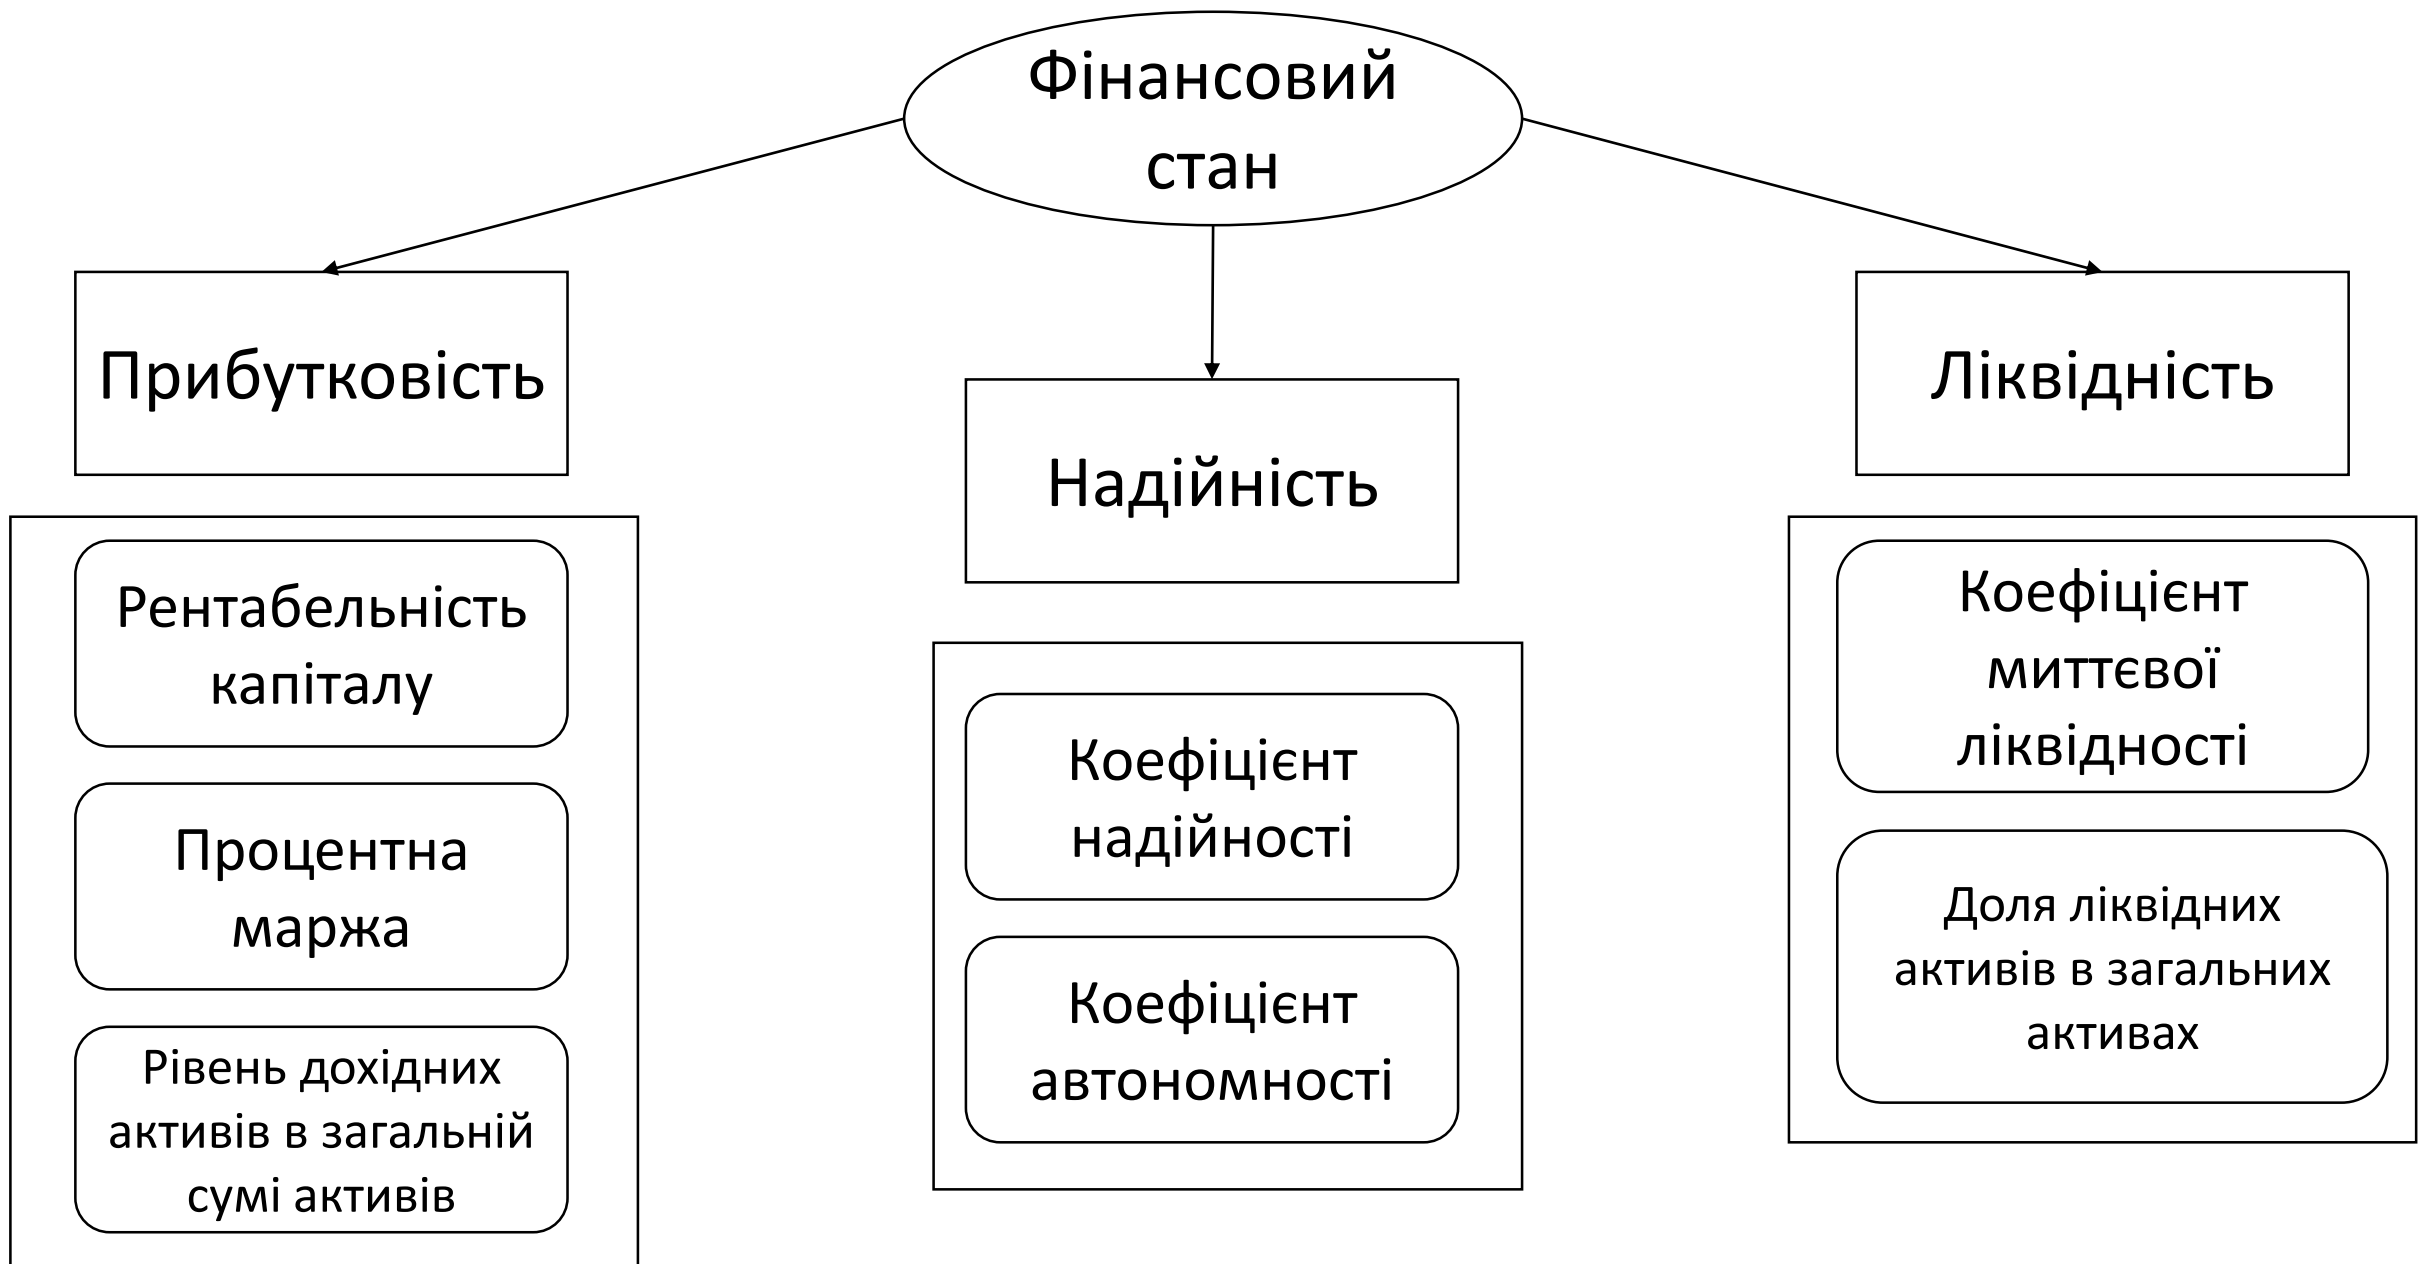 Фінансовий
стан
Прибутковість
Рентабельність
капіталу
Процентна
маржа
Рівень дохідних
активів в загальній
сумі активів
Надійність
Коефіцієнт
надійності
Коефіцієнт
автономності
Ліквідність
Коефіцієнт
миттєвої
ліквідності
Доля ліквідних
активів в загальних
активах